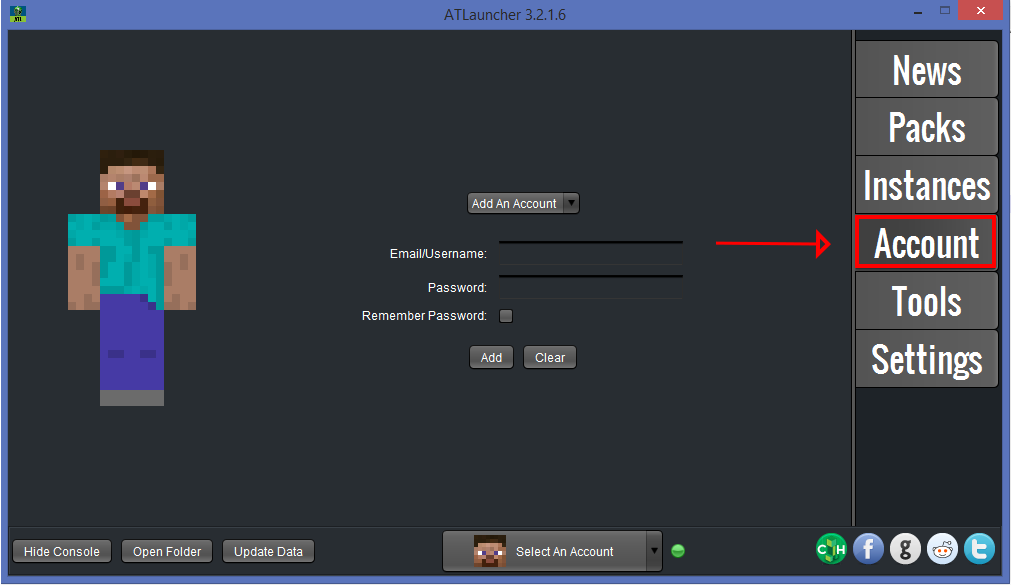 ATLauncher 3.2.1.6
News
Packs
Instances
Account
Tools
Settings
Add An Account
Email/Username:
Password:
Remember Password:
Add Clear
Hide Console Open Folder Update Data Select An Account